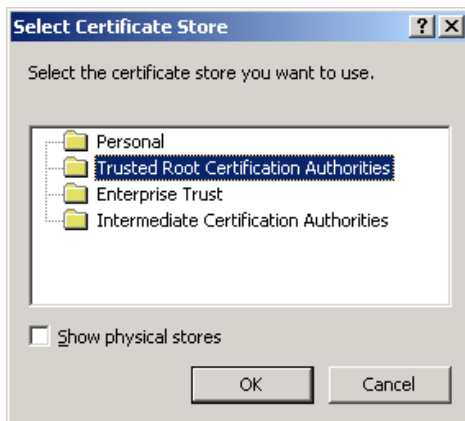 Select Certificate Store
Select the certificate store you want to use.
Personal
Trusted Root Certification Authorities
Enterprise Trust
Intermediate Certification Authorities
Show physical stores
OK Cancel